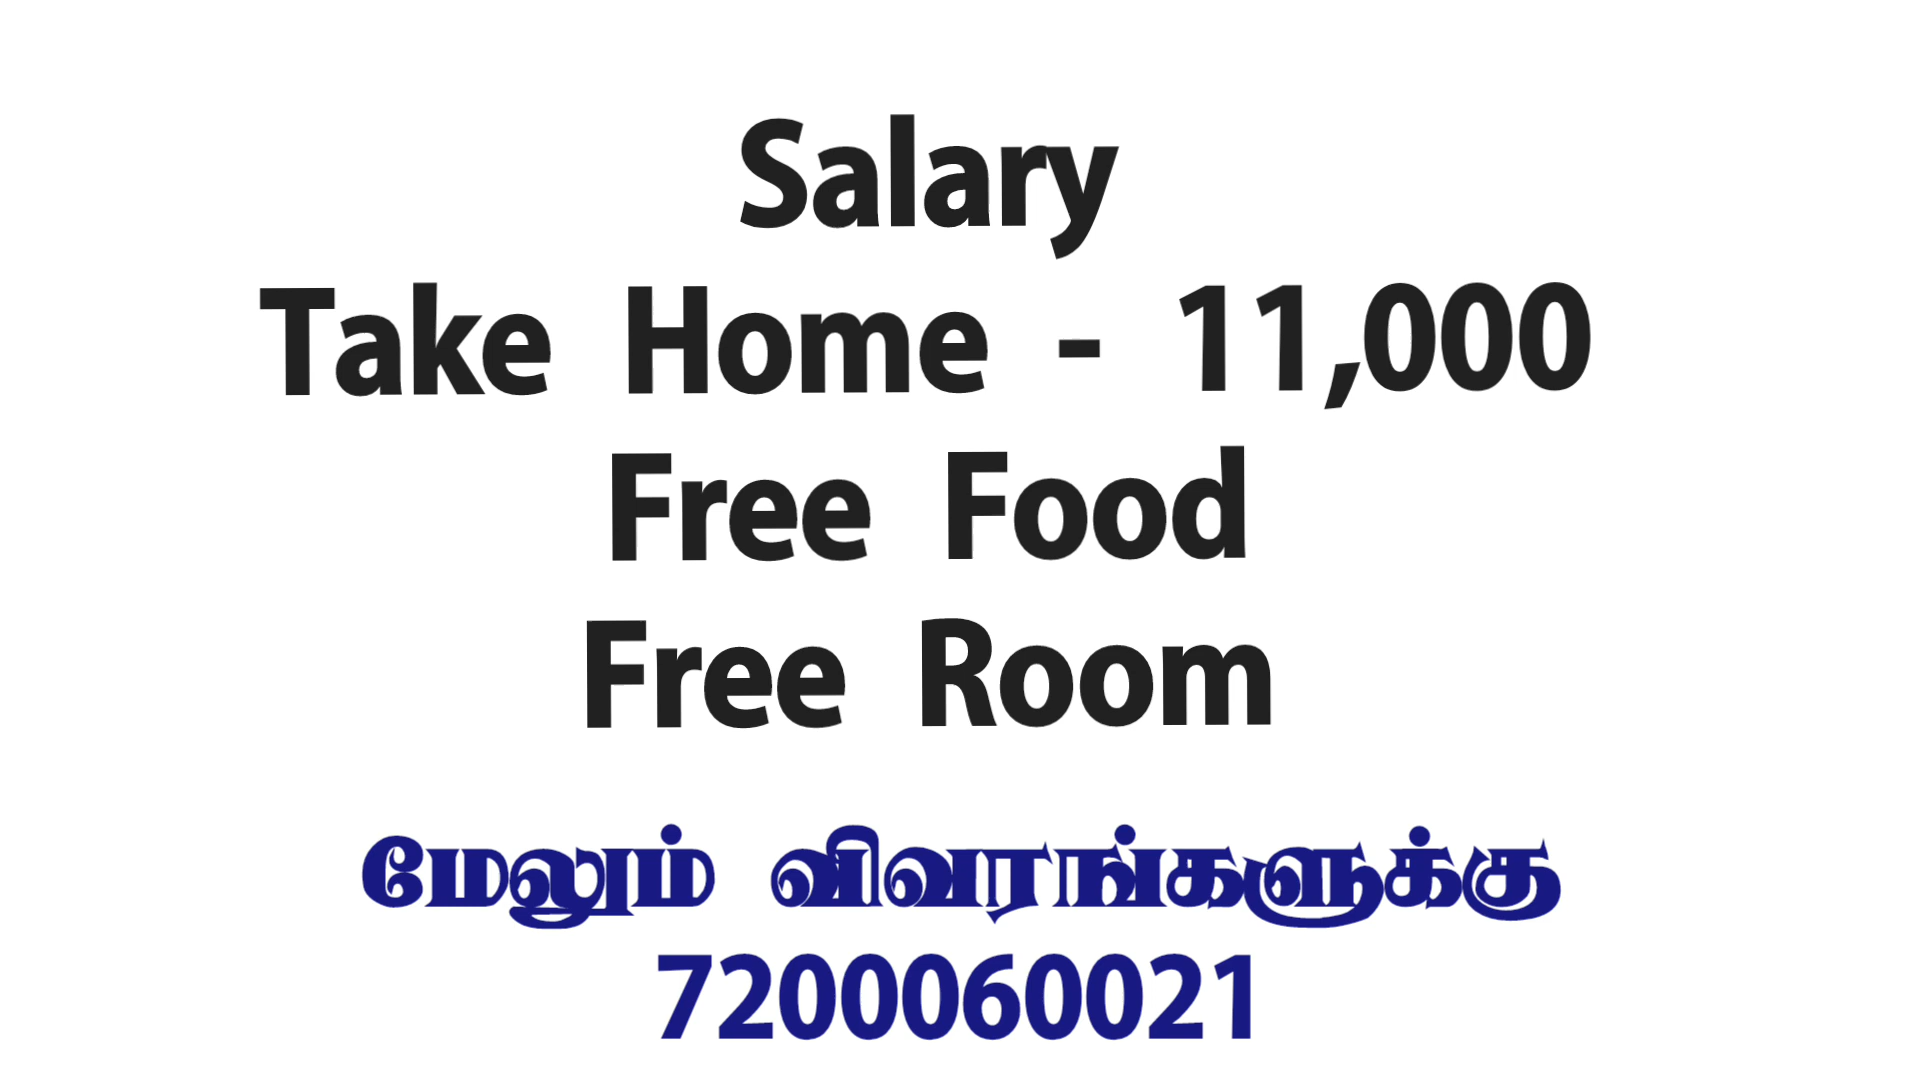 Salary
Take Home - 11,000
Free Food
Free Room
மேலும் விவரங்களுக்கு
7200060021